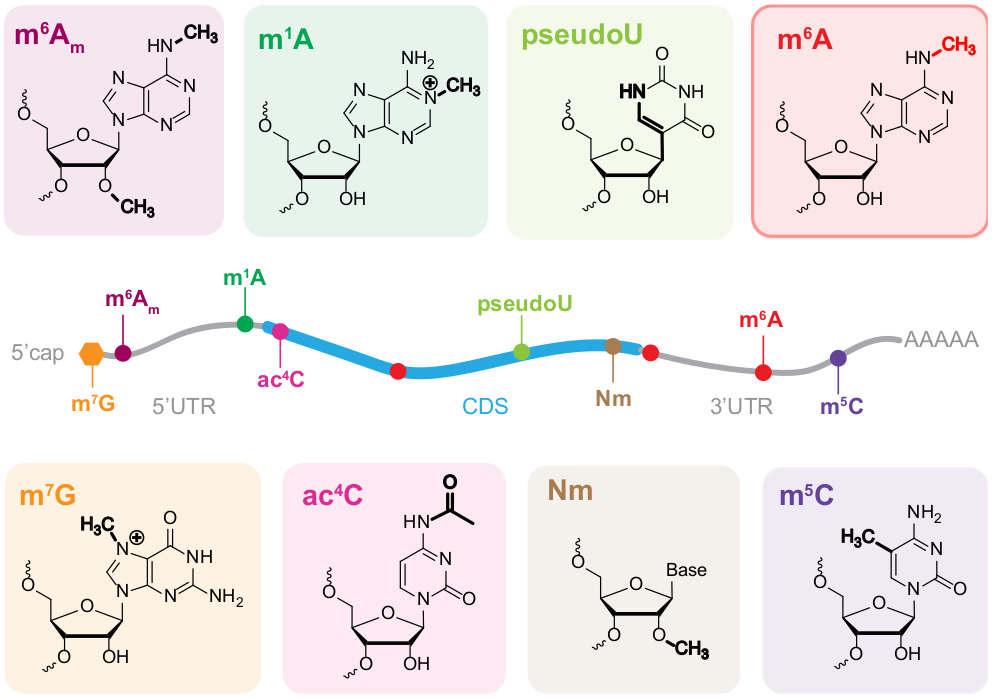 m⁶Aₘ
HN CH₃
N N
N N
O O
O O
CH₃
m¹A
NH₂
N N⊕ CH₃
N N
O O
O OH
pseudoU
O
HN NH
O
O O
O OH
m⁶A
HN CH₃
N N
N N
O O
O OH
m¹A
m⁶Aₘ
pseudoU
m⁶A
5’cap
AAAAA
ac⁴C
m⁷G
5’UTR
CDS
Nm
3’UTR
m⁵C
m⁷G
H₃C
O
N⊕ NH
N N NH₂
O O
O OH
ac⁴C
O
HN
N
N O
O O
O OH
Nm
Base
O O
O O
CH₃
m⁵C
NH₂
H₃C
N
N O
O O
O OH